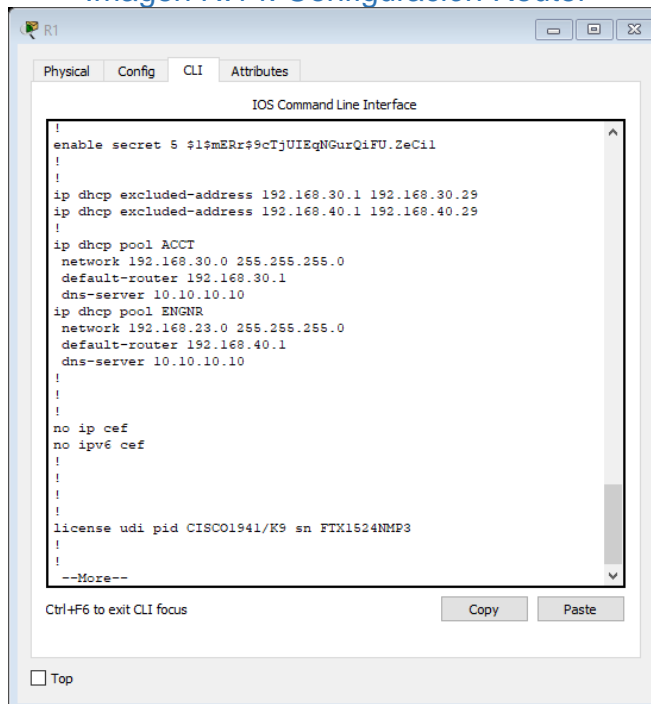 R1
Physical Config CLI Attributes
IOS Command Line Interface
!
enable secret 5 $1$mERr$9cTjUIEqNGurQiFU.ZeCi1
!
!
ip dhcp excluded-address 192.168.30.1 192.168.30.29
ip dhcp excluded-address 192.168.40.1 192.168.40.29
!
ip dhcp pool ACCT
network 192.168.30.0 255.255.255.0
default-router 192.168.30.1
dns-server 10.10.10.10
ip dhcp pool ENGNR
network 192.168.23.0 255.255.255.0
default-router 192.168.40.1
dns-server 10.10.10.10
!
!
!
no ip cef
no ipv6 cef
!
!
!
!
license udi pid CISCO1941/K9 sn FTX1524NMP3
!
!
--More--
Ctrl+F6 to exit CLI focus
Copy Paste
Top